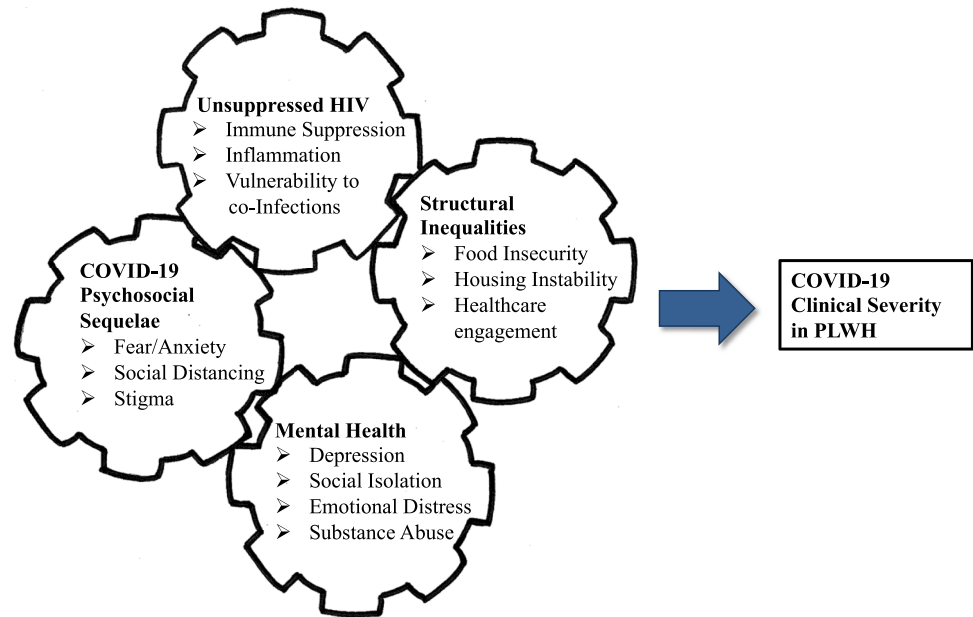 Unsuppressed HIV
➢ Immune Suppression
➢ Inflammation
➢ Vulnerability to
co-Infections
Structural
Inequalities
➢ Food Insecurity
➢ Housing Instability
➢ Healthcare
engagement
COVID-19
Psychosocial
Sequelae
➢ Fear/Anxiety
➢ Social Distancing
➢ Stigma
Mental Health
➢ Depression
➢ Social Isolation
➢ Emotional Distress
➢ Substance Abuse
COVID-19
Clinical Severity
in PLWH